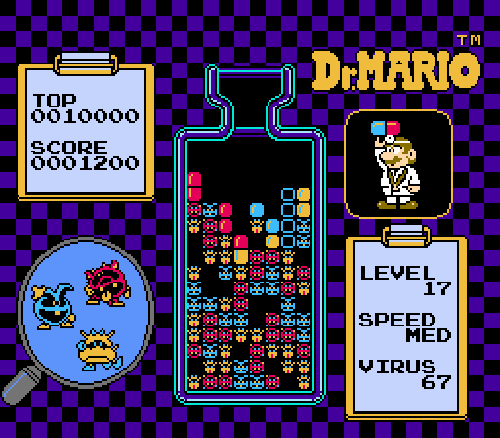 TM
Dr. MARIO
TOP
0010000
SCORE
0001200
LEVEL
17
SPEED
MED
VIRUS
67